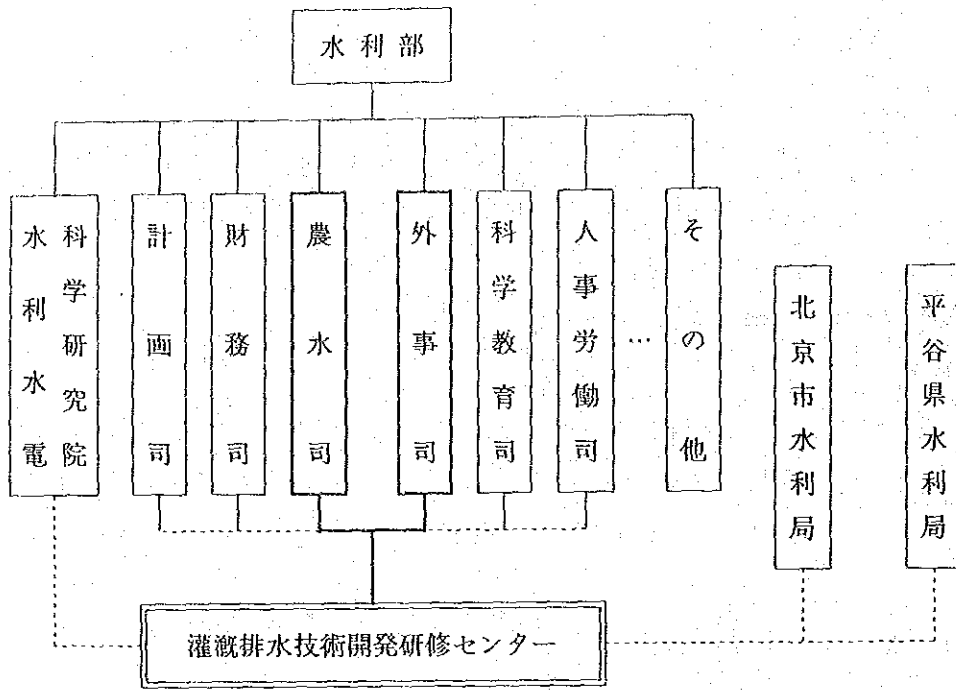 水利部
水利水電
科学研究院
計画司
財務司
農水司
外事司
科学教育司
人事労働司
…
その他
北京市水利局
平谷県水利局
灌漑排水技術開発研修センター